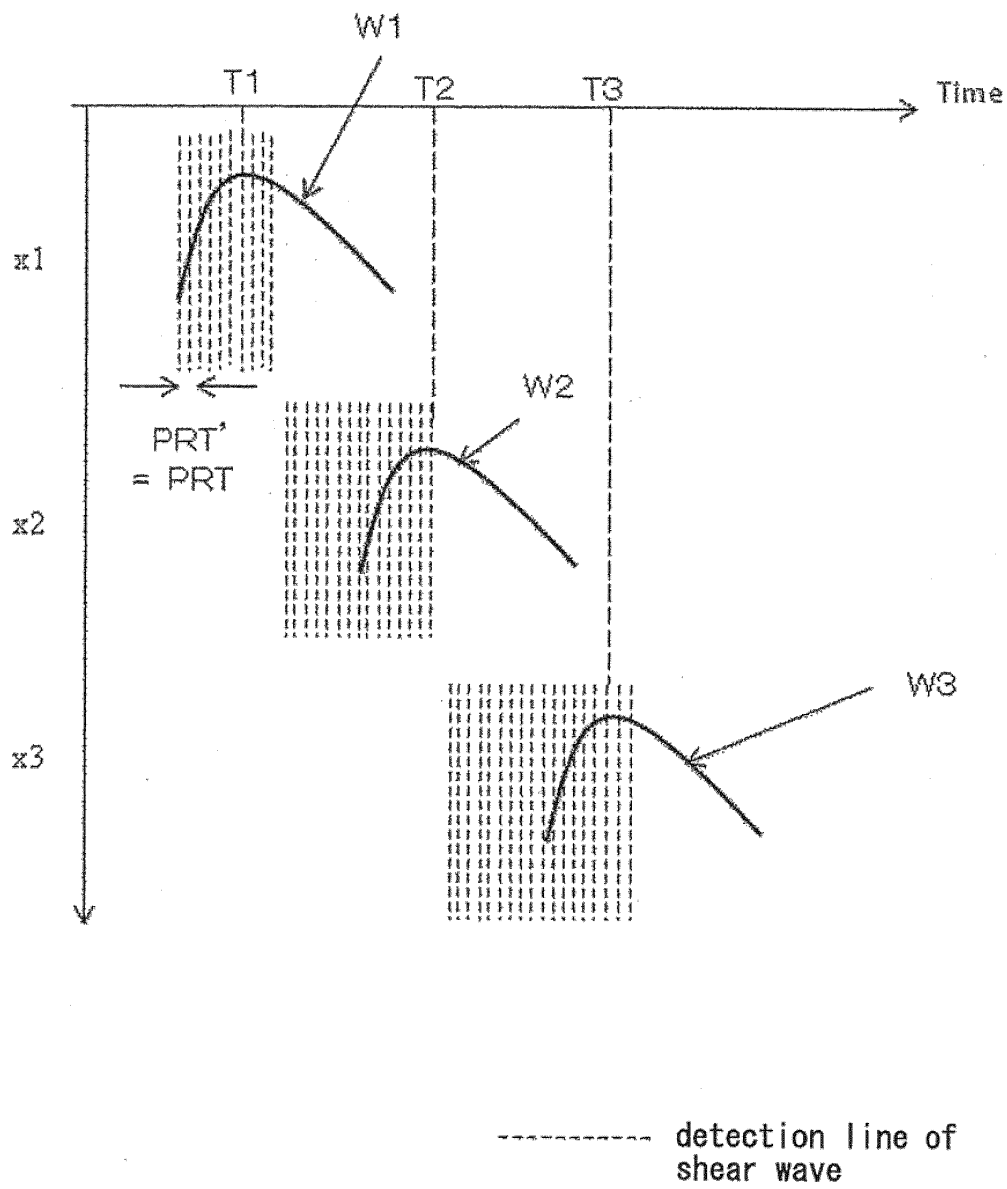 W1
T1
T2
T3
Time
x1
PRT'
= PRT
W2
x2
W3
x3
detection line of
shear wave